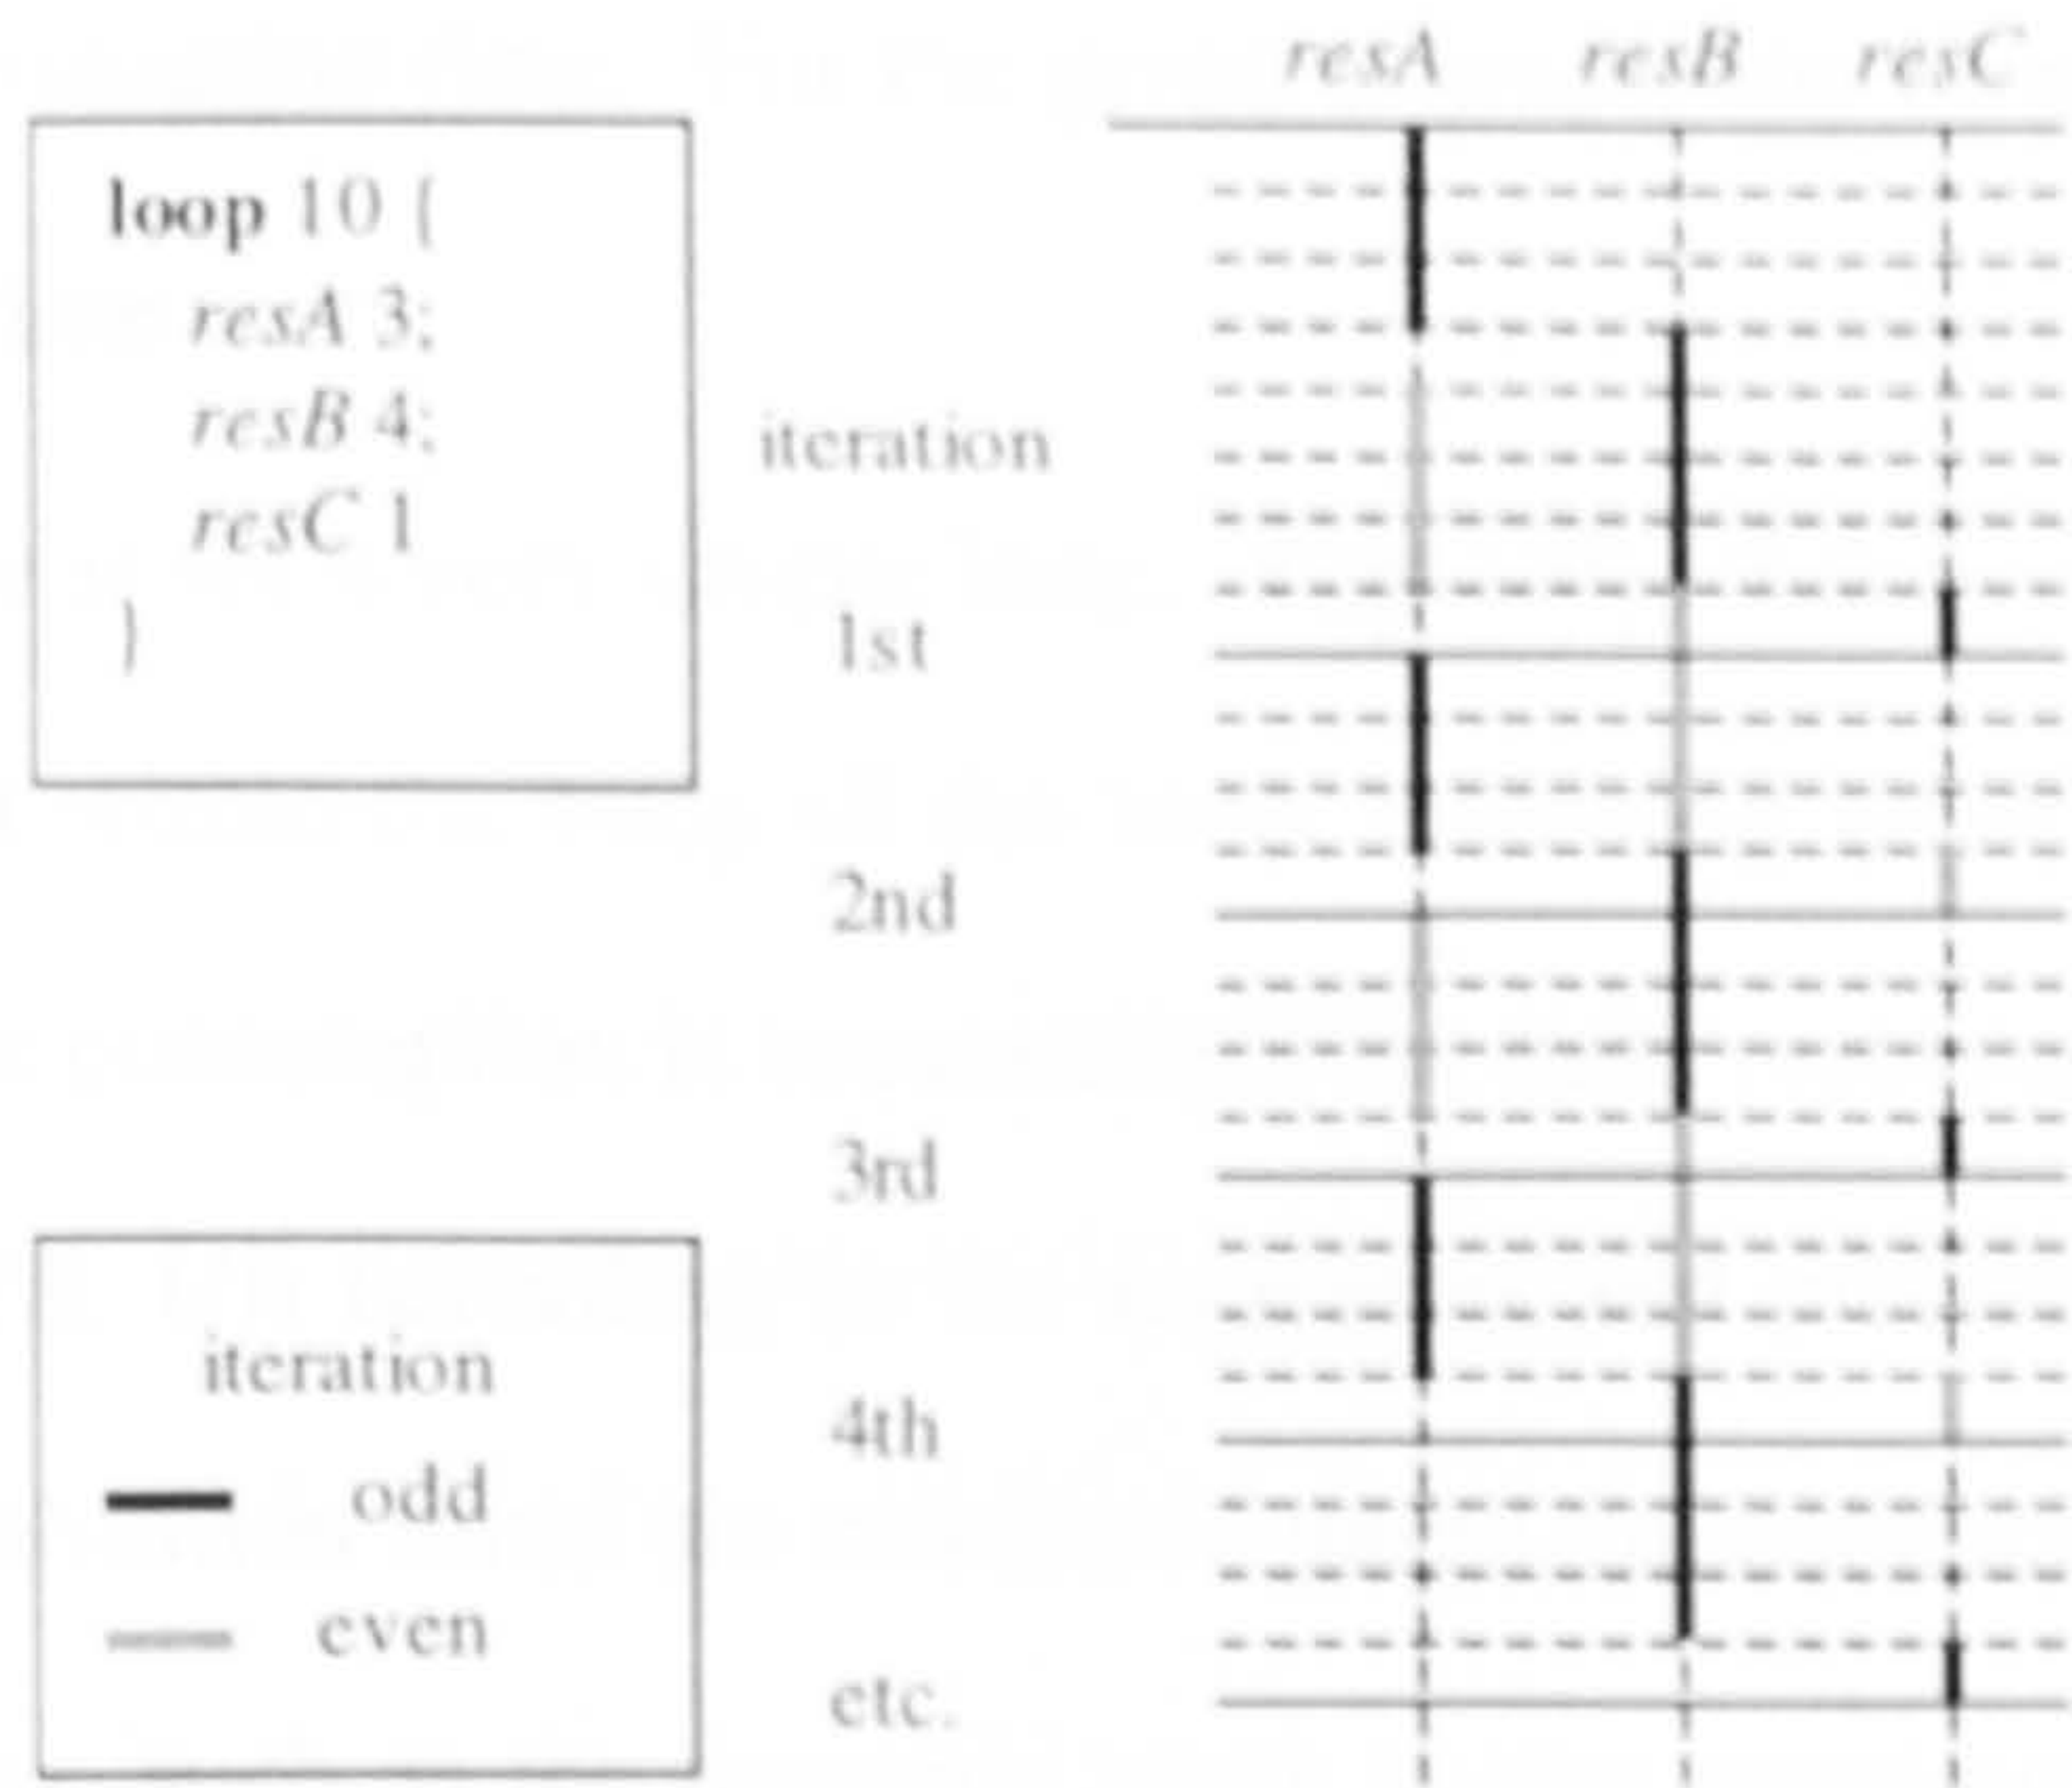 resA resB resC
loop 10 {
resA 3;
resB 4;
resC 1
}
iteration
1st
2nd
3rd
4th
etc.
iteration
odd
even